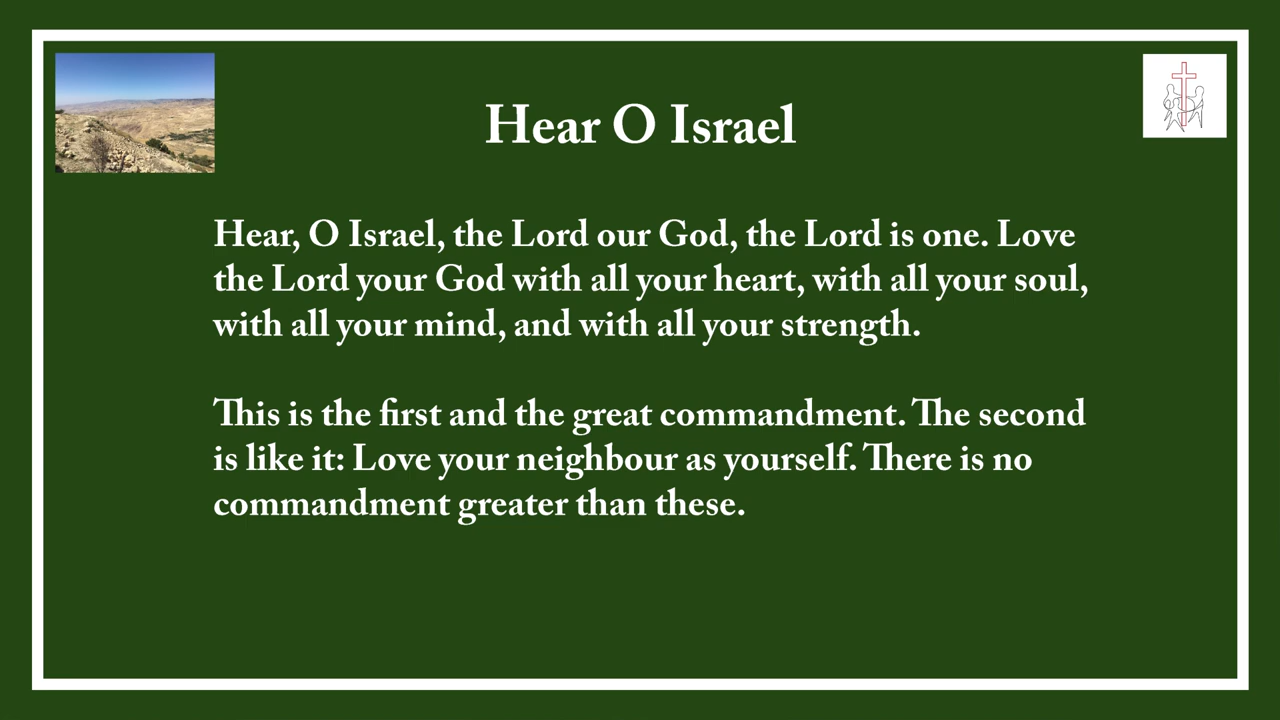 Hear O Israel
Hear, O Israel, the Lord our God, the Lord is one. Love
the Lord your God with all your heart, with all your soul,
with all your mind, and with all your strength.
This is the first and the great commandment. The second
is like it: Love your neighbour as yourself. There is no
commandment greater than these.